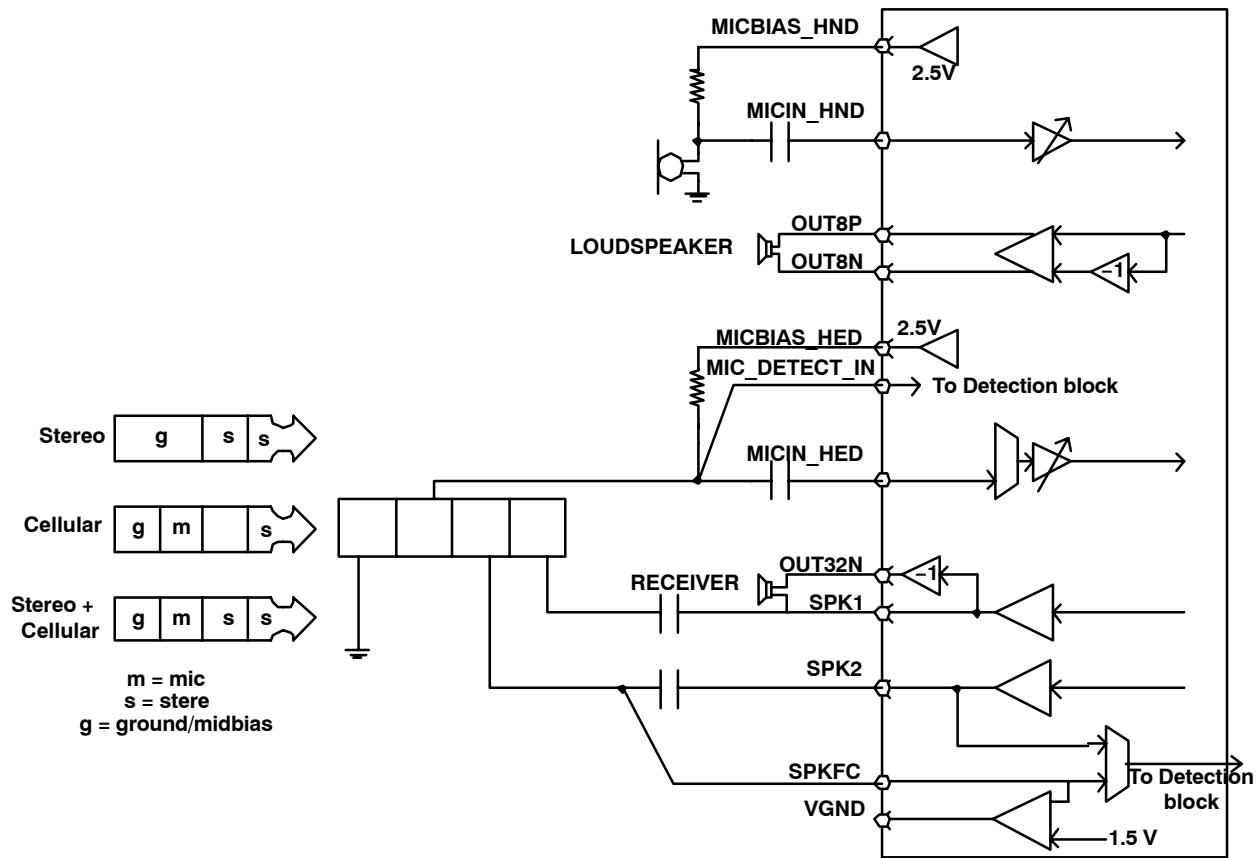 MICBIAS_HND
2.5V
MICIN_HND
OUT8P
LOUDSPEAKER
OUT8N
−1
MICBIAS_HED
2.5V
MIC_DETECT_IN
To Detection block
Stereo
g
s
s
MICIN_HED
Cellular
g
m
s
OUT32N
−1
RECEIVER
SPK1
Stereo +
Cellular
g
m
s
s
SPK2
m = mic
s = stere
g = ground/midbias
SPKFC
To Detection
block
VGND
1.5 V